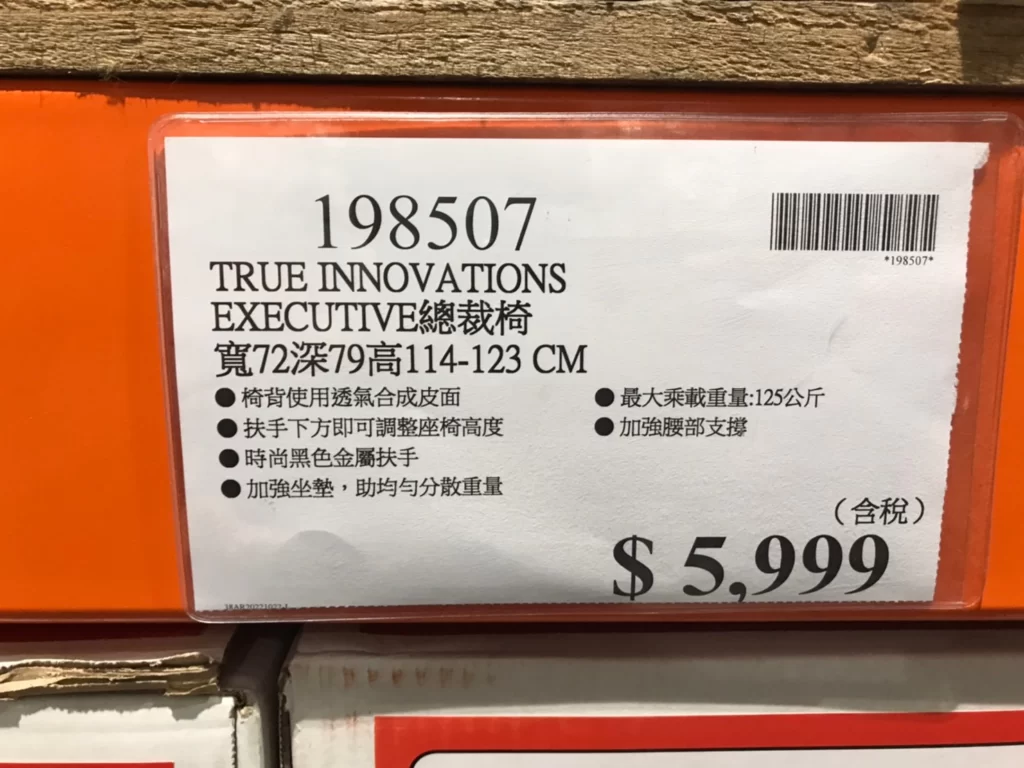 198507
*198507*
TRUE INNOVATIONS
EXECUTIVE總裁椅
寬72深79高114-123 CM
●椅背使用透氣合成皮面
●扶手下方即可調整座椅高度
●時尚黑色金屬扶手
●加強坐墊，助均勻分散重量
●最大乘載重量:125公斤
●加強腰部支撐
（含稅）
$ 5,999